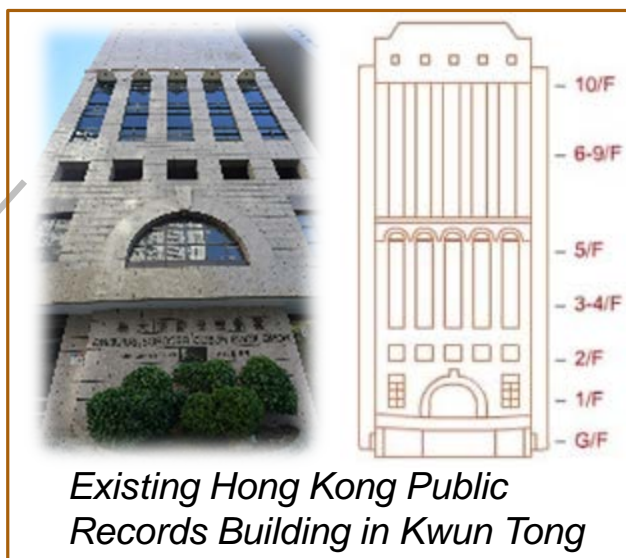 10/F
6-9/F
5/F
3-4/F
2/F
1/F
G/F
Existing Hong Kong Public
Records Building in Kwun Tong